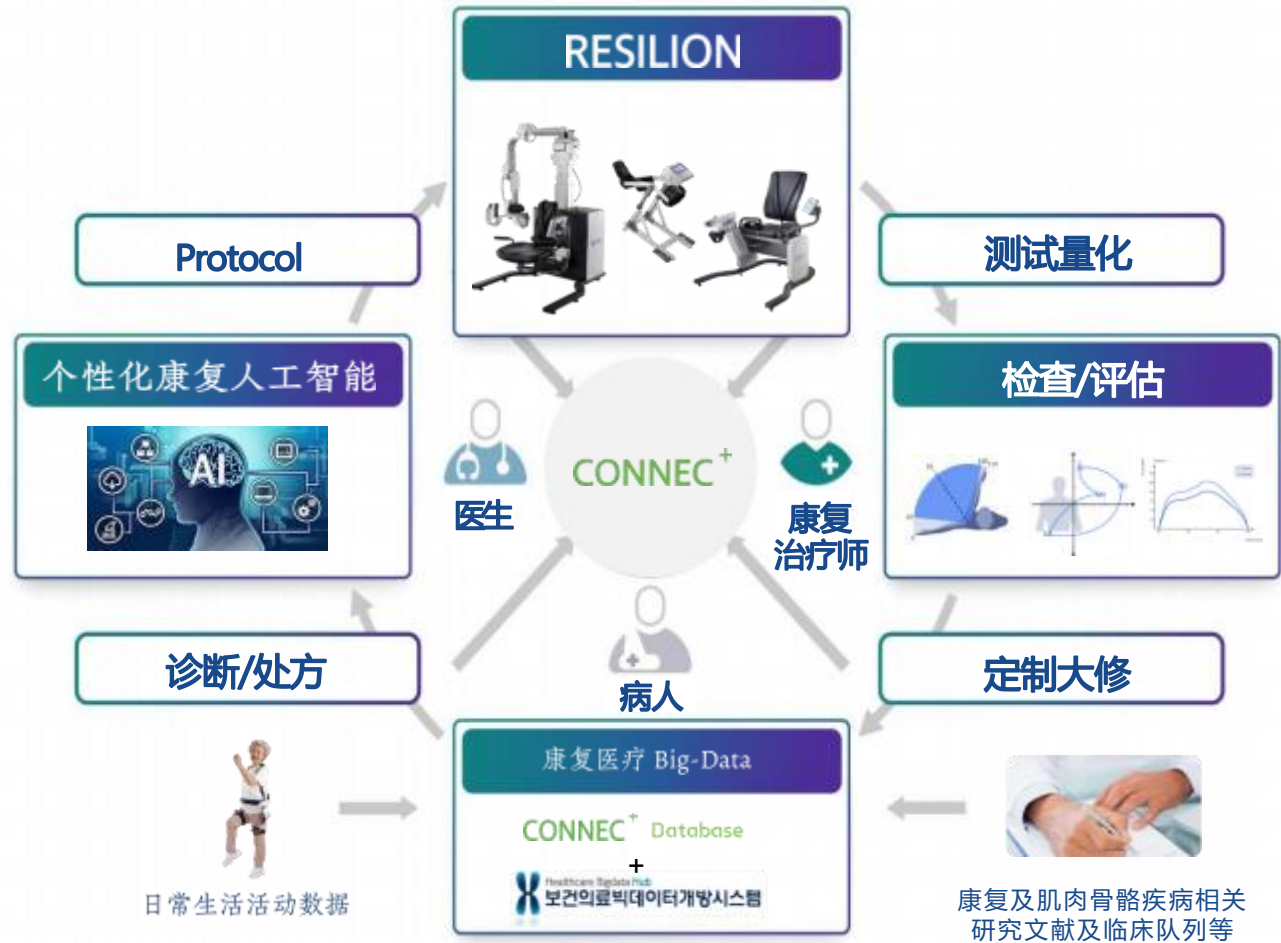 RESILION
Protocol
测试量化
个性化康复人工智能
AI
检查/评估
CONNEC+
医生
康复
治疗师
病人
诊断/处方
定制大修
康复医疗 Big-Data
CONNEC+ Database
+
Healthcare Bigdata Hub
보건의료빅데이터개방시스템
日常生活活动数据
康复及肌肉骨骼疾病相关
研究文献及临床队列等